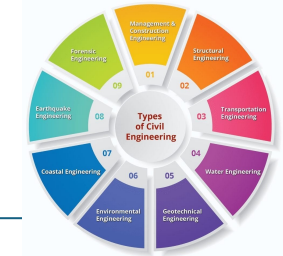 Types
of Civil
Engineering
Management &
Construction
Engineering
01
Structural
Engineering
02
Transportation
Engineering
03
Water Engineering
04
Geotechnical
Engineering
05
Environmental
Engineering
06
Coastal Engineering
07
Earthquake
Engineering
08
Forensic
Engineering
09